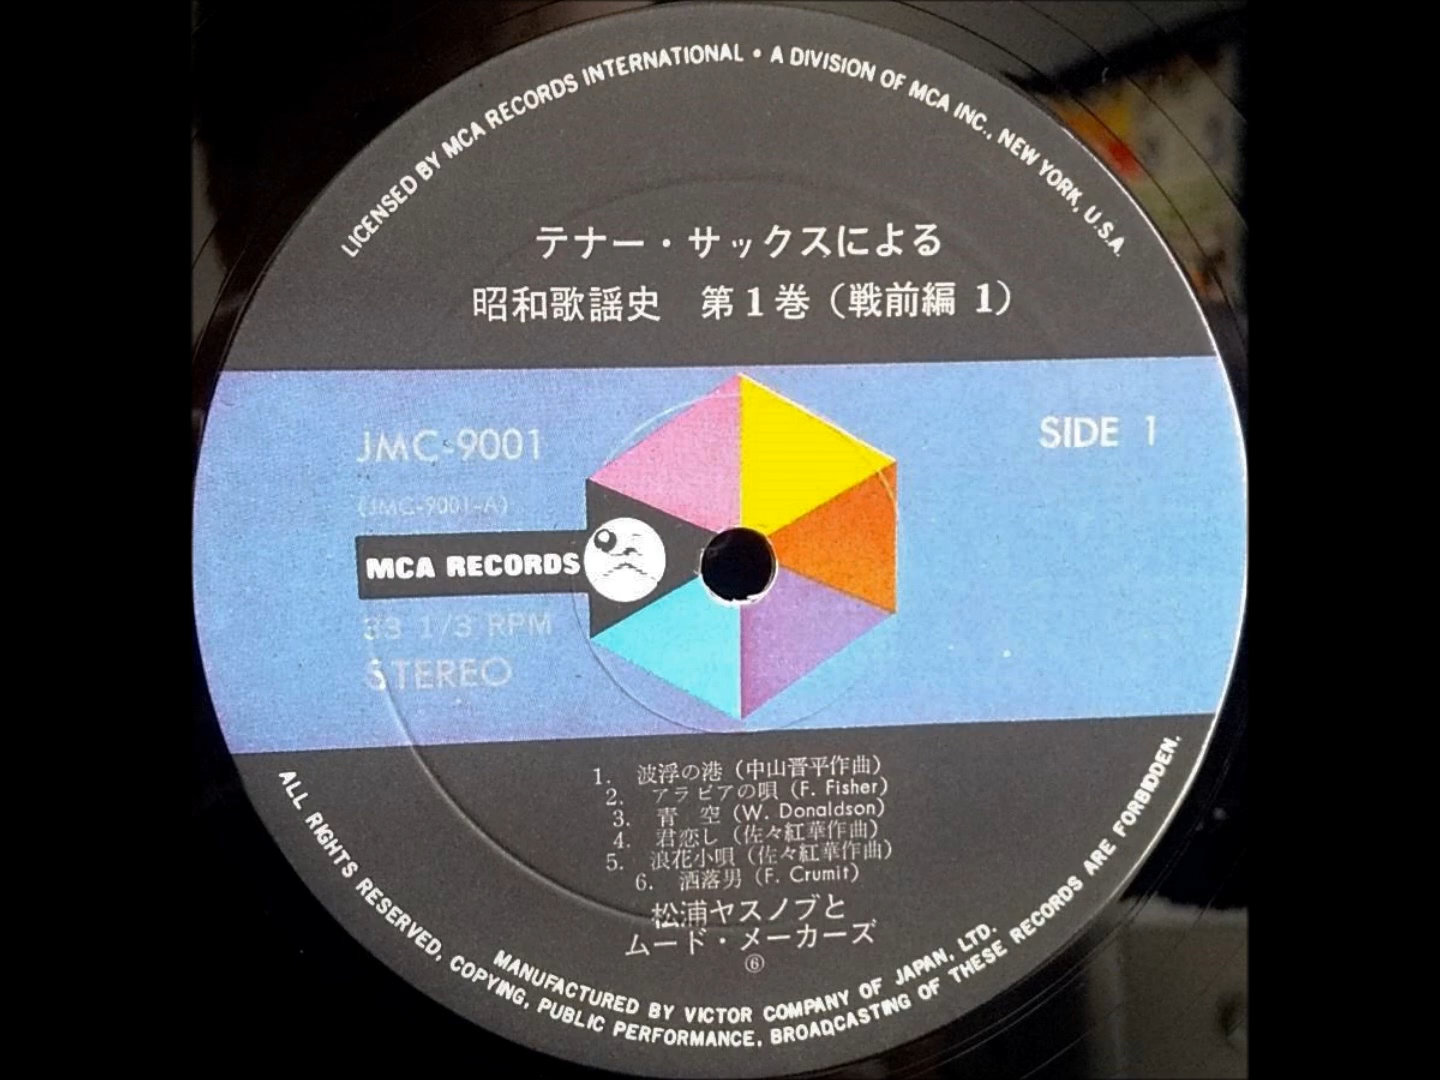 LICENSED BY MCA RECORDS INTERNATIONAL • A DIVISION OF MCA INC., NEW YORK, U.S.A.
テナー・サックスによる
昭和歌謡史 第1巻（戦前編 1）
JMC-9001
SIDE 1
(JMC-9001-A)
MCA RECORDS
33 1/3 RPM
STEREO
1. 波浮の港（中山晋平作曲）
2. アラビアの唄（F. Fisher）
3. 青 空（W. Donaldson）
4. 君恋し（佐々紅華作曲）
5. 浪花小唄（佐々紅華作曲）
6. 洒落男（F. Crumit）
松浦ヤスノブと
ムード・メーカーズ
⑥
MANUFACTURED BY VICTOR COMPANY OF JAPAN, LTD.
ALL RIGHTS RESERVED, COPYING, PUBLIC PERFORMANCE, BROADCASTING OF THESE RECORDS ARE FORBIDDEN.